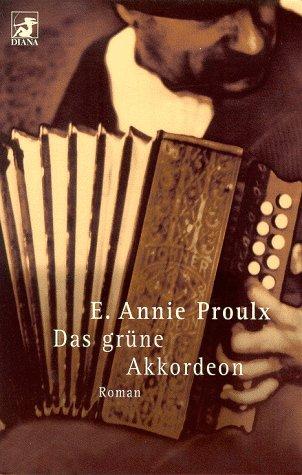 DIANA
E. Annie Proulx
Das grüne
Akkordeon
Roman